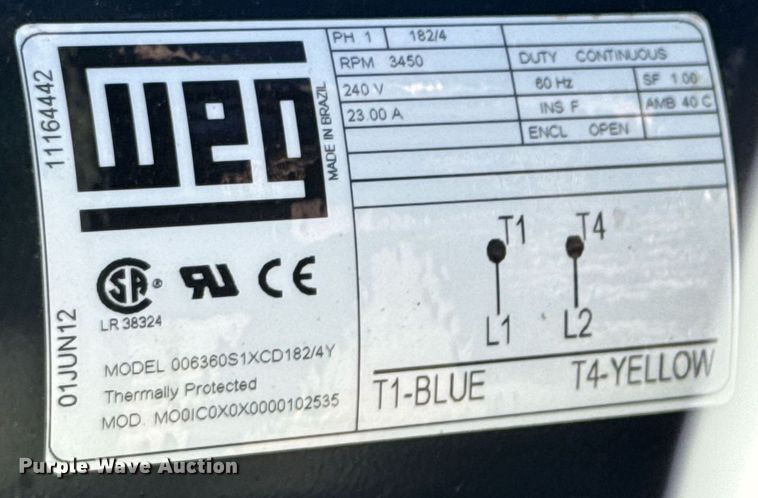 11164442
01JUN12
WEG
MADE IN BRAZIL
LR 38324
MODEL 006360S1XCD182/4Y
Thermally Protected
MOD. MO0IC0X0X0000102535
PH 1 182/4
RPM 3450 DUTY CONTINUOUS
240 V 60 Hz SF 1.00
23.00 A INS F AMB 40 C
ENCL OPEN
T1 T4
L1 L2
T1-BLUE T4-YELLOW
Purple Wave Auction